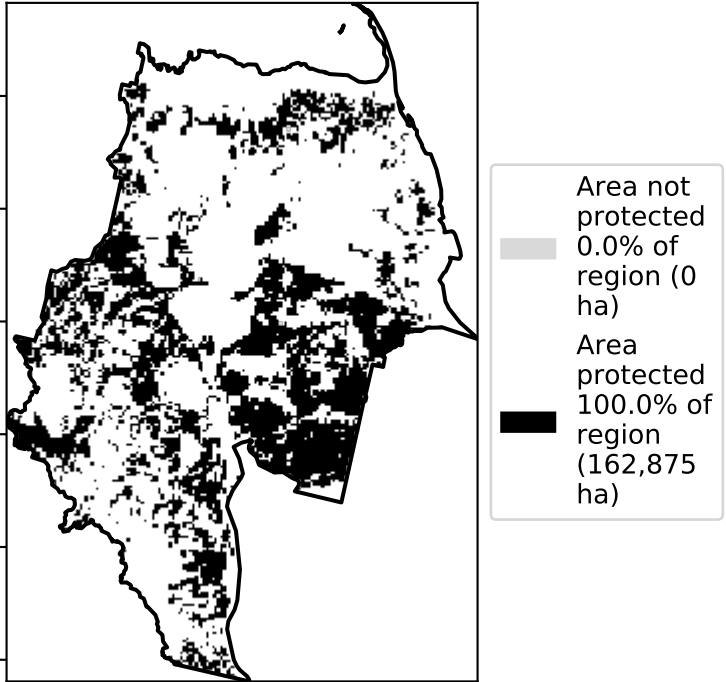 Area not
protected
0.0% of
region (0
ha)
Area
protected
100.0% of
region
(162,875
ha)